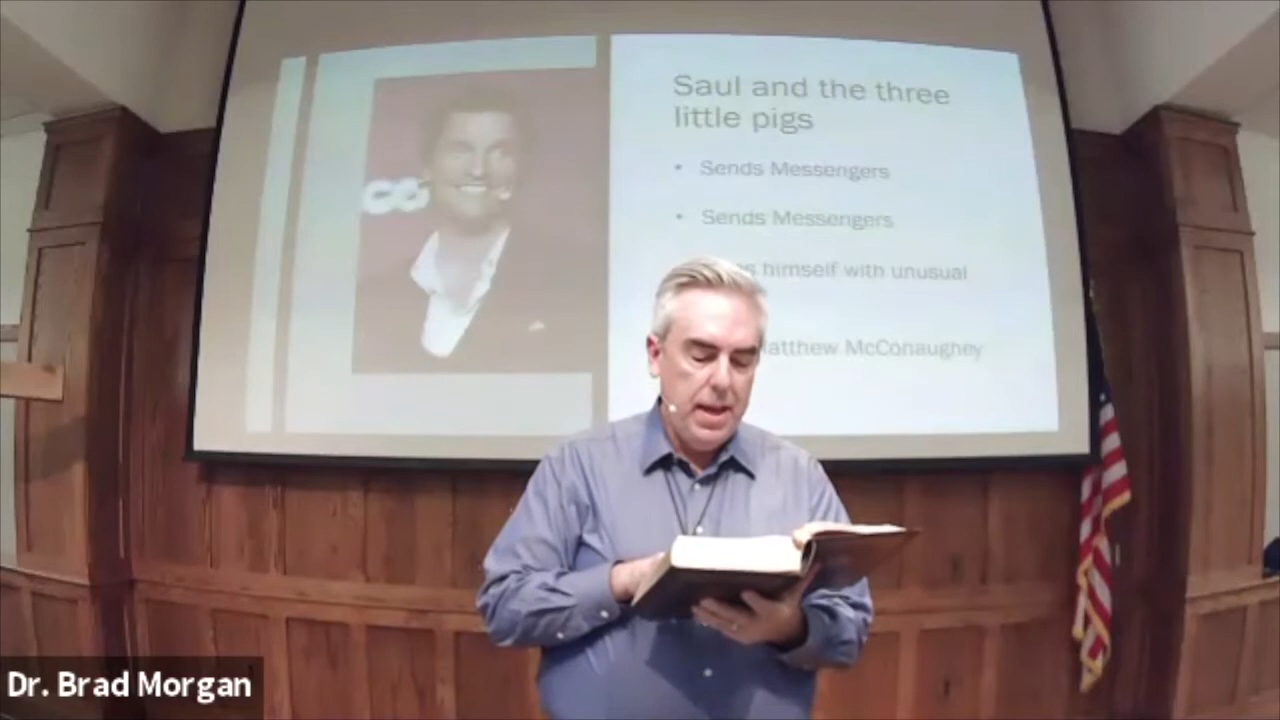 Saul and the three
little pigs
• Sends Messengers
• Sends Messengers
himself with unusual
Matthew McConaughey
Dr. Brad Morgan